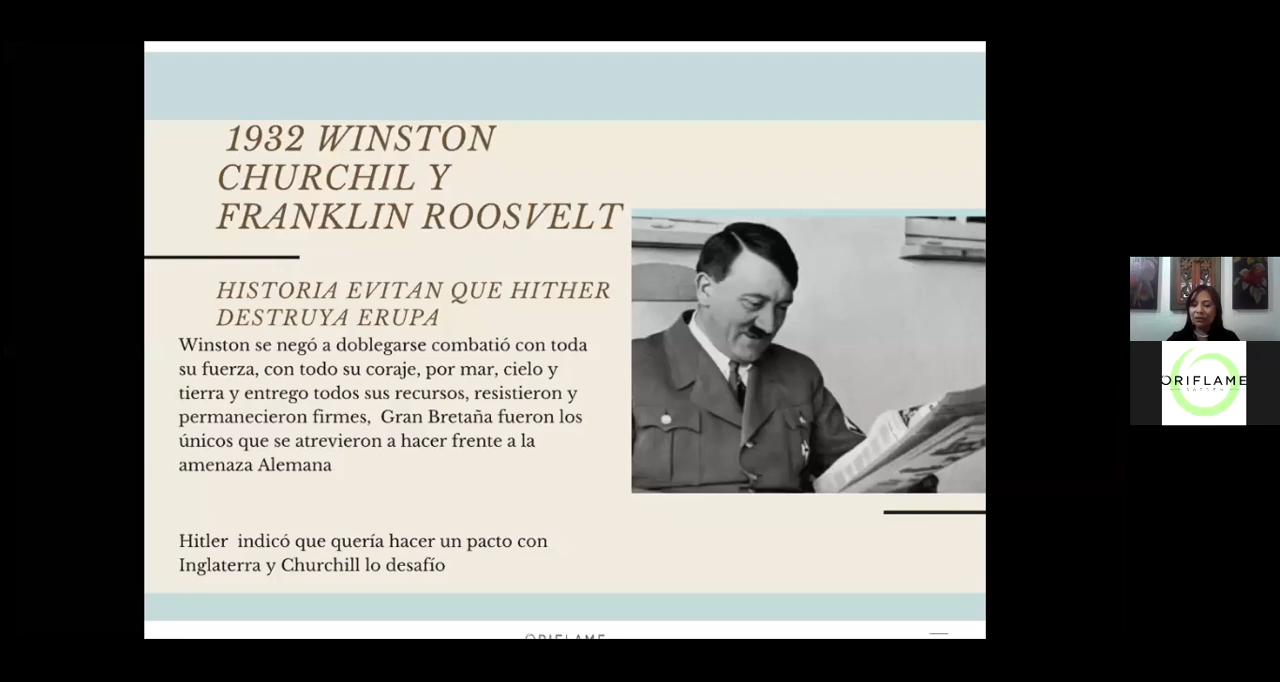 1932 WINSTON
CHURCHIL Y
FRANKLIN ROOSVELT
HISTORIA EVITAN QUE HITHER
DESTRUYA ERUPA
Winston se negó a doblegarse combatió con toda
su fuerza, con todo su coraje, por mar, cielo y
tierra y entrego todos sus recursos, resistieron y
permanecieron firmes, Gran Bretaña fueron los
únicos que se atrevieron a hacer frente a la
amenaza Alemana
Hitler indicó que quería hacer un pacto con
Inglaterra y Churchill lo desafío
ORIFLAME
ORIFLAME